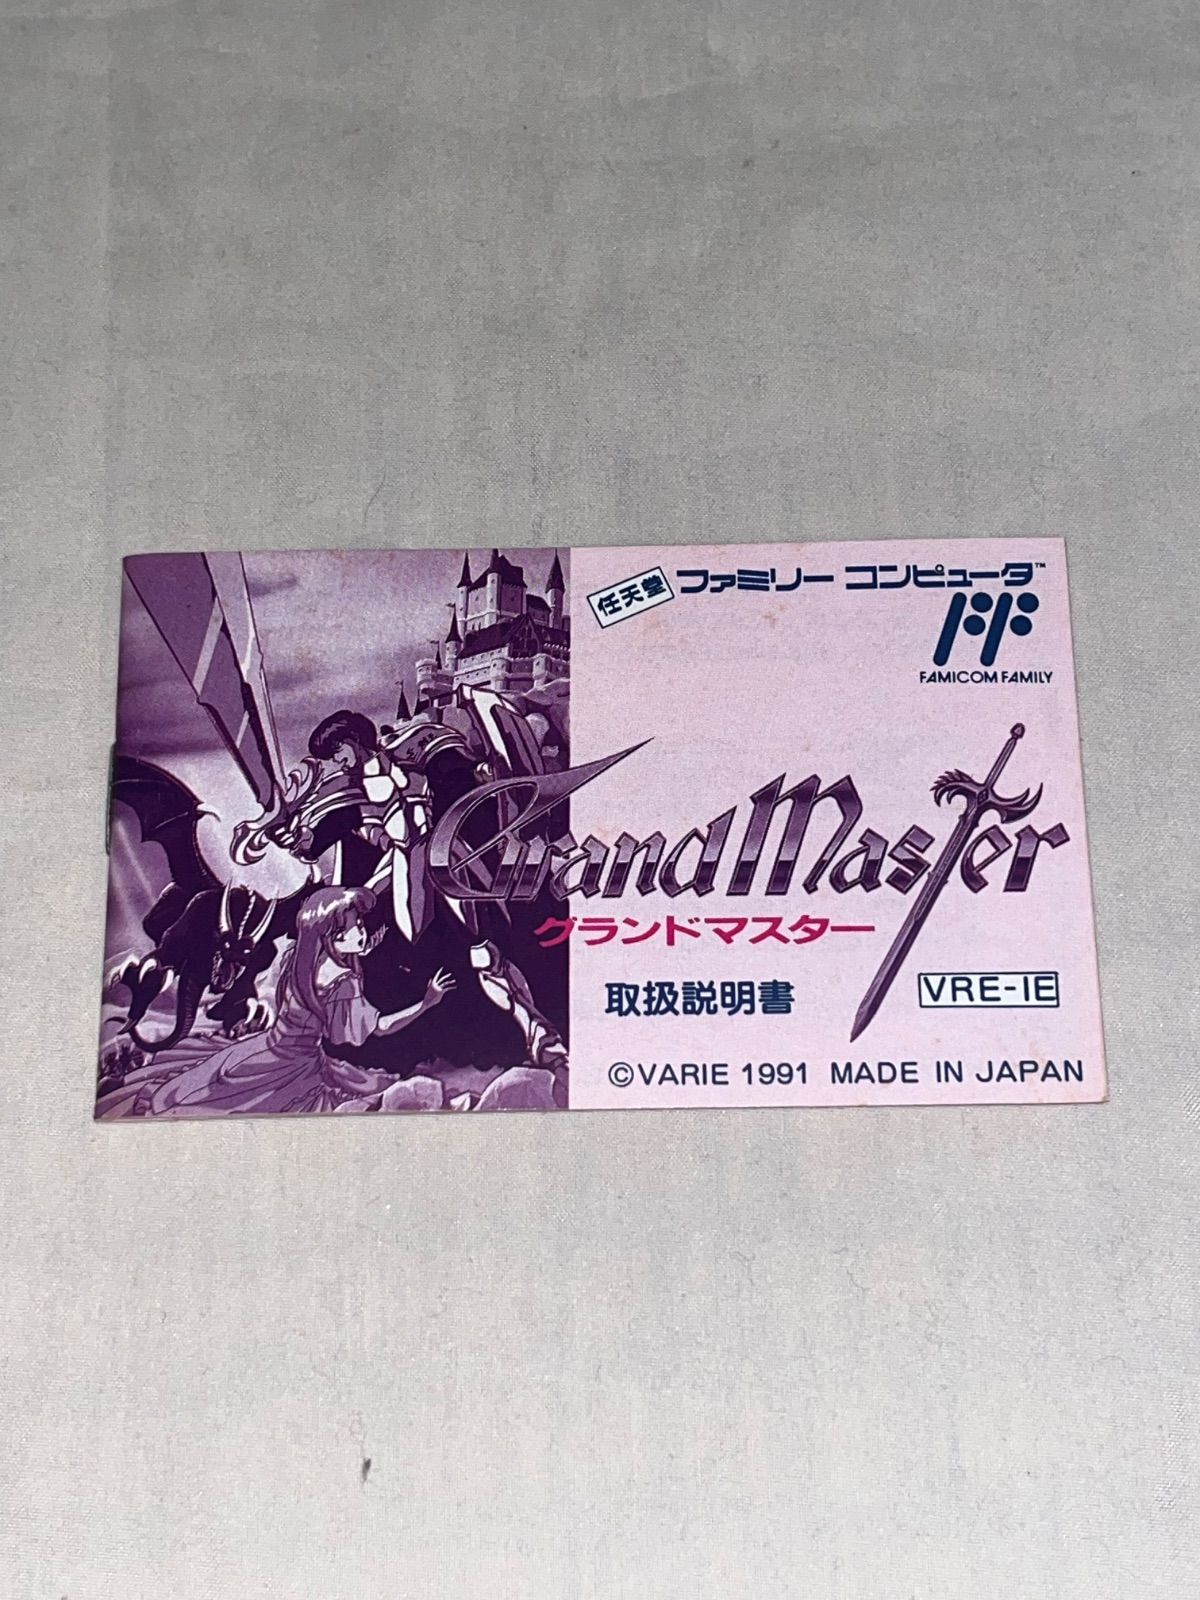 任天堂 ファミリー コンピュータ™
FAMICOM FAMILY
Grand Master
グランドマスター
取扱説明書
VRE-IE
©VARIE 1991 MADE IN JAPAN